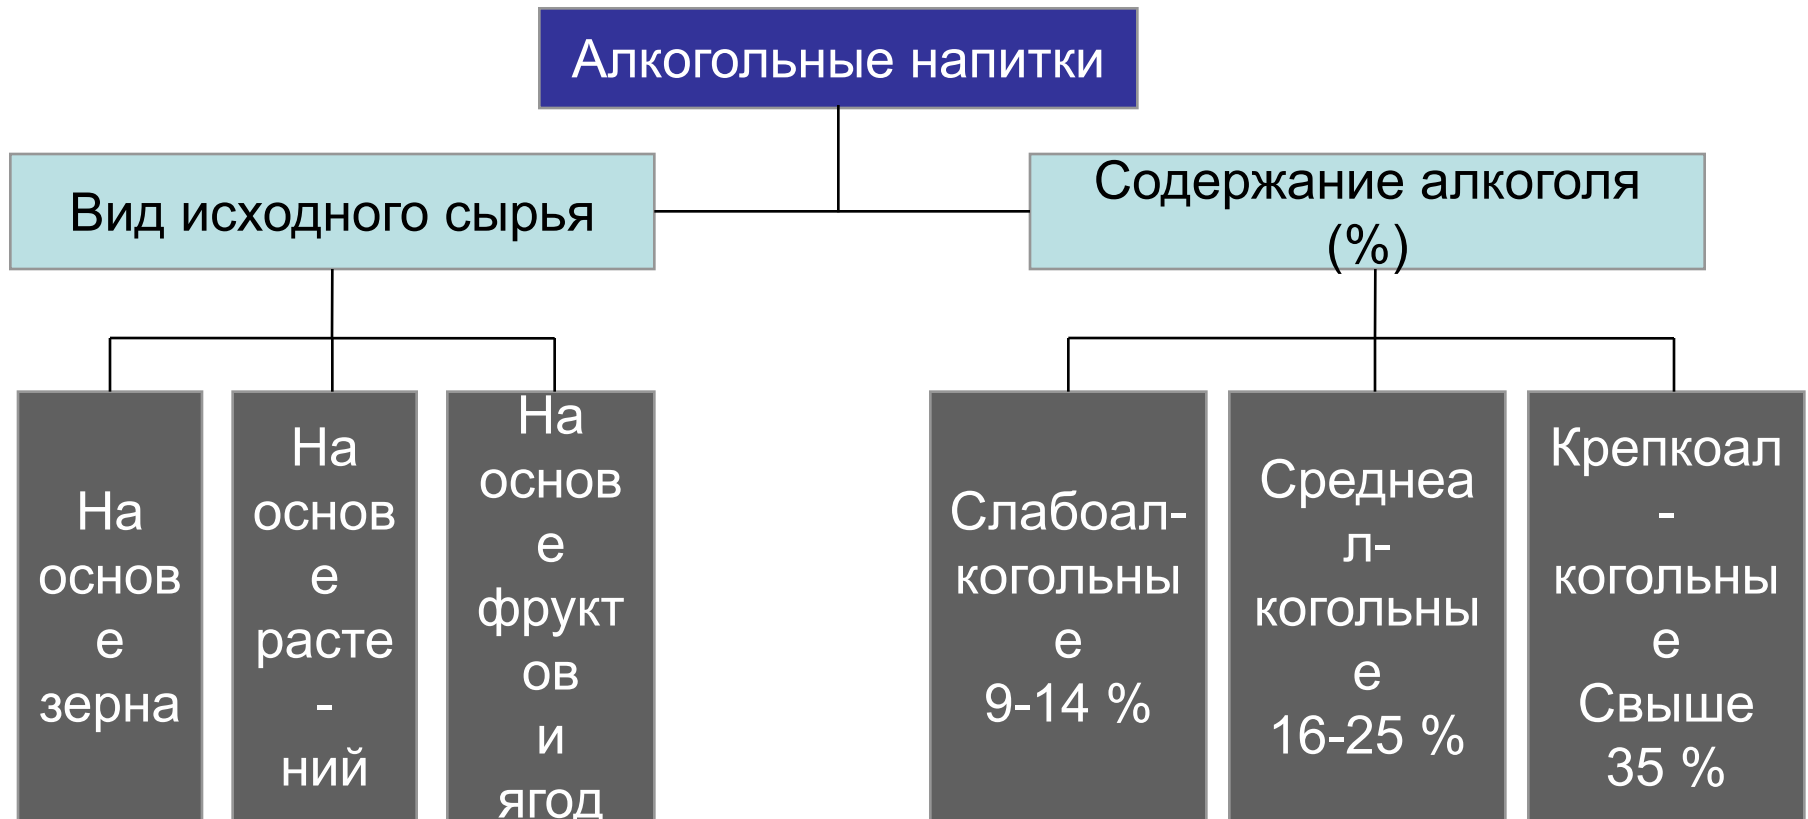 Алкогольные напитки
Вид исходного сырья
Содержание алкоголя
(%)
На
основ
е
зерна
На
основ
е
расте
-
ний
На
основ
е
фрукт
ов
и
ягод
Слабоал-
когольны
е
9-14 %
Среднеа
л-
когольны
е
16-25 %
Крепкоал
-
когольны
е
Свыше
35 %